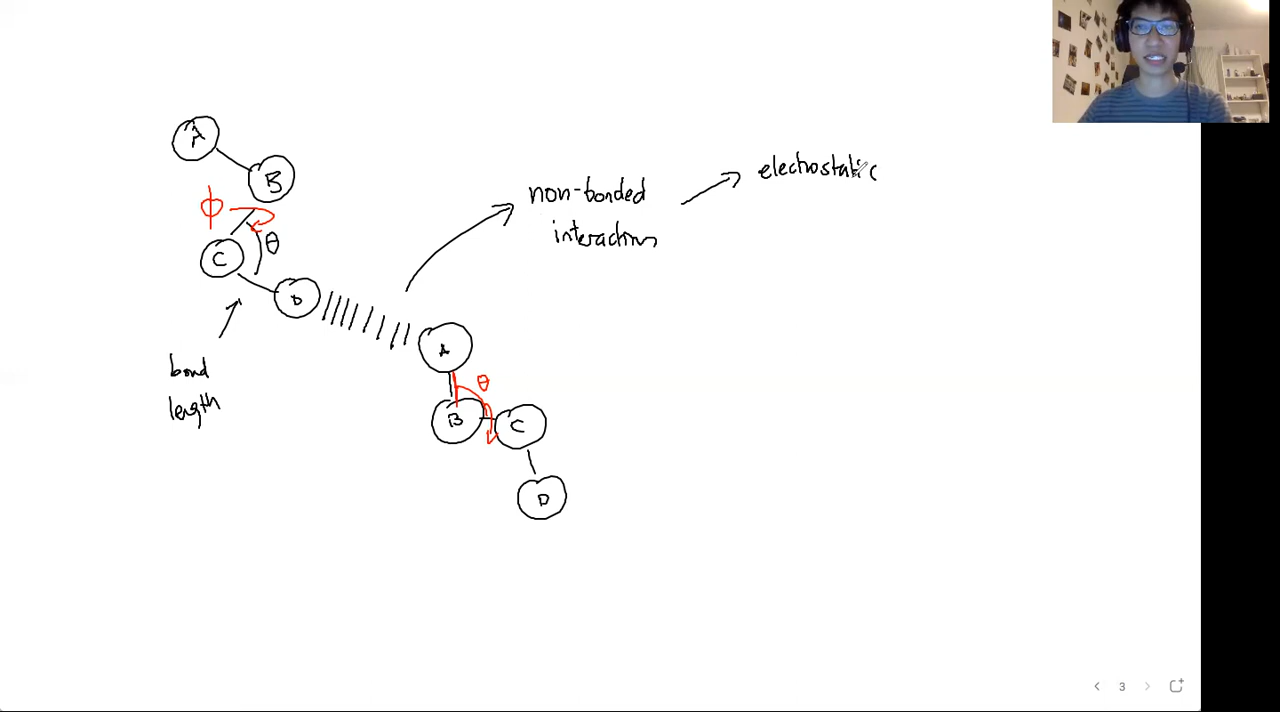 A
B
ϕ
θ
C
D
bond
length
non-bonded
interactions
electrostatic
A
θ
B
C
D
3